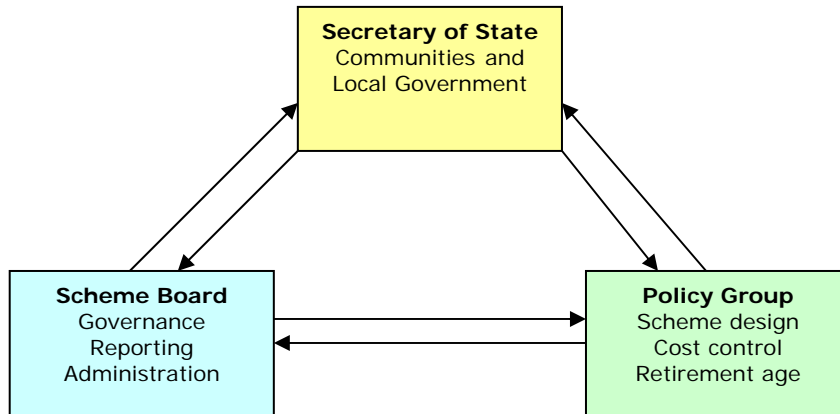 Secretary of State
Communities and
Local Government
Scheme Board
Governance
Reporting
Administration
Policy Group
Scheme design
Cost control
Retirement age